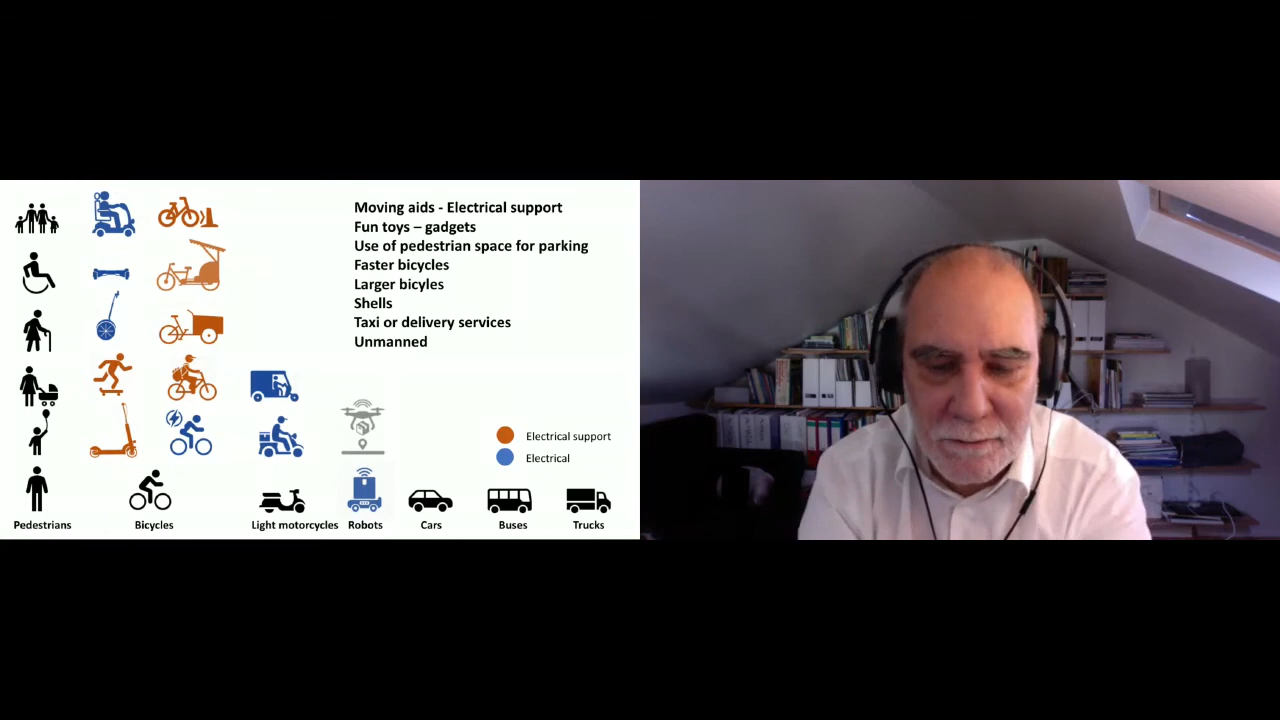 Moving aids - Electrical support
Fun toys – gadgets
Use of pedestrian space for parking
Faster bicycles
Larger bicyles
Shells
Taxi or delivery services
Unmanned
Electrical support
Electrical
Pedestrians
Bicycles
Light motorcycles
Robots
Cars
Buses
Trucks